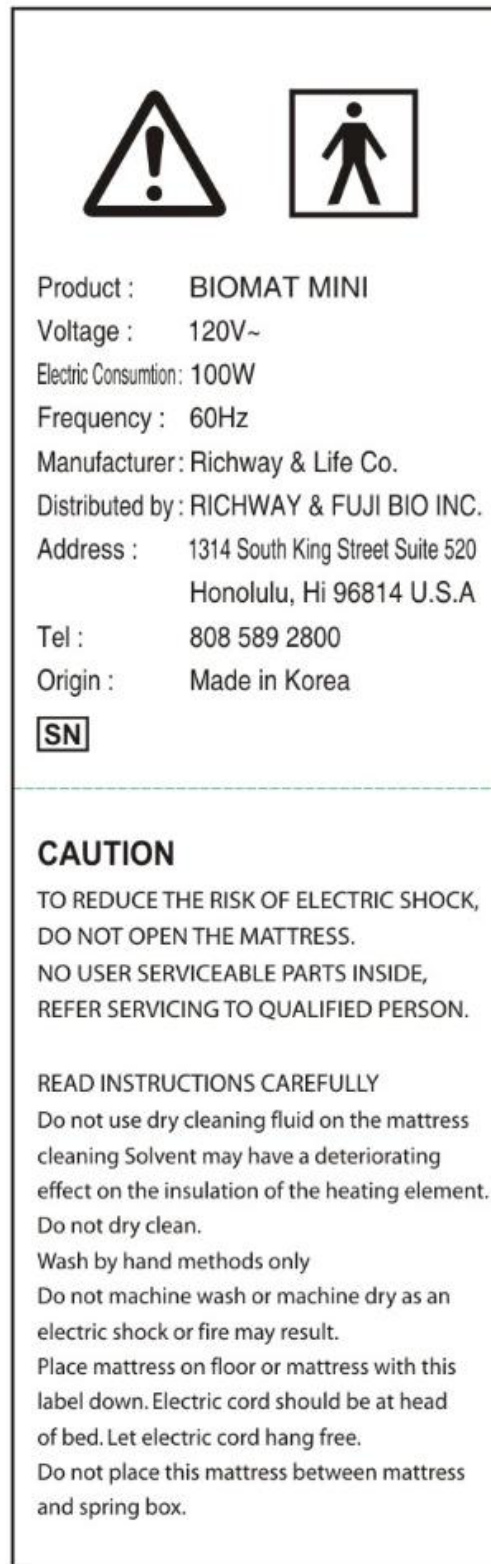 Product : BIOMAT MINI
Voltage : 120V~
Electric Consumtion : 100W
Frequency : 60Hz
Manufacturer : Richway & Life Co.
Distributed by : RICHWAY & FUJI BIO INC.
Address : 1314 South King Street Suite 520
Honolulu, Hi 96814 U.S.A
Tel : 808 589 2800
Origin : Made in Korea
SN
CAUTION
TO REDUCE THE RISK OF ELECTRIC SHOCK,
DO NOT OPEN THE MATTRESS.
NO USER SERVICEABLE PARTS INSIDE,
REFER SERVICING TO QUALIFIED PERSON.
READ INSTRUCTIONS CAREFULLY
Do not use dry cleaning fluid on the mattress
cleaning Solvent may have a deteriorating
effect on the insulation of the heating element.
Do not dry clean.
Wash by hand methods only
Do not machine wash or machine dry as an
electric shock or fire may result.
Place mattress on floor or mattress with this
label down. Electric cord should be at head
of bed. Let electric cord hang free.
Do not place this mattress between mattress
and spring box.